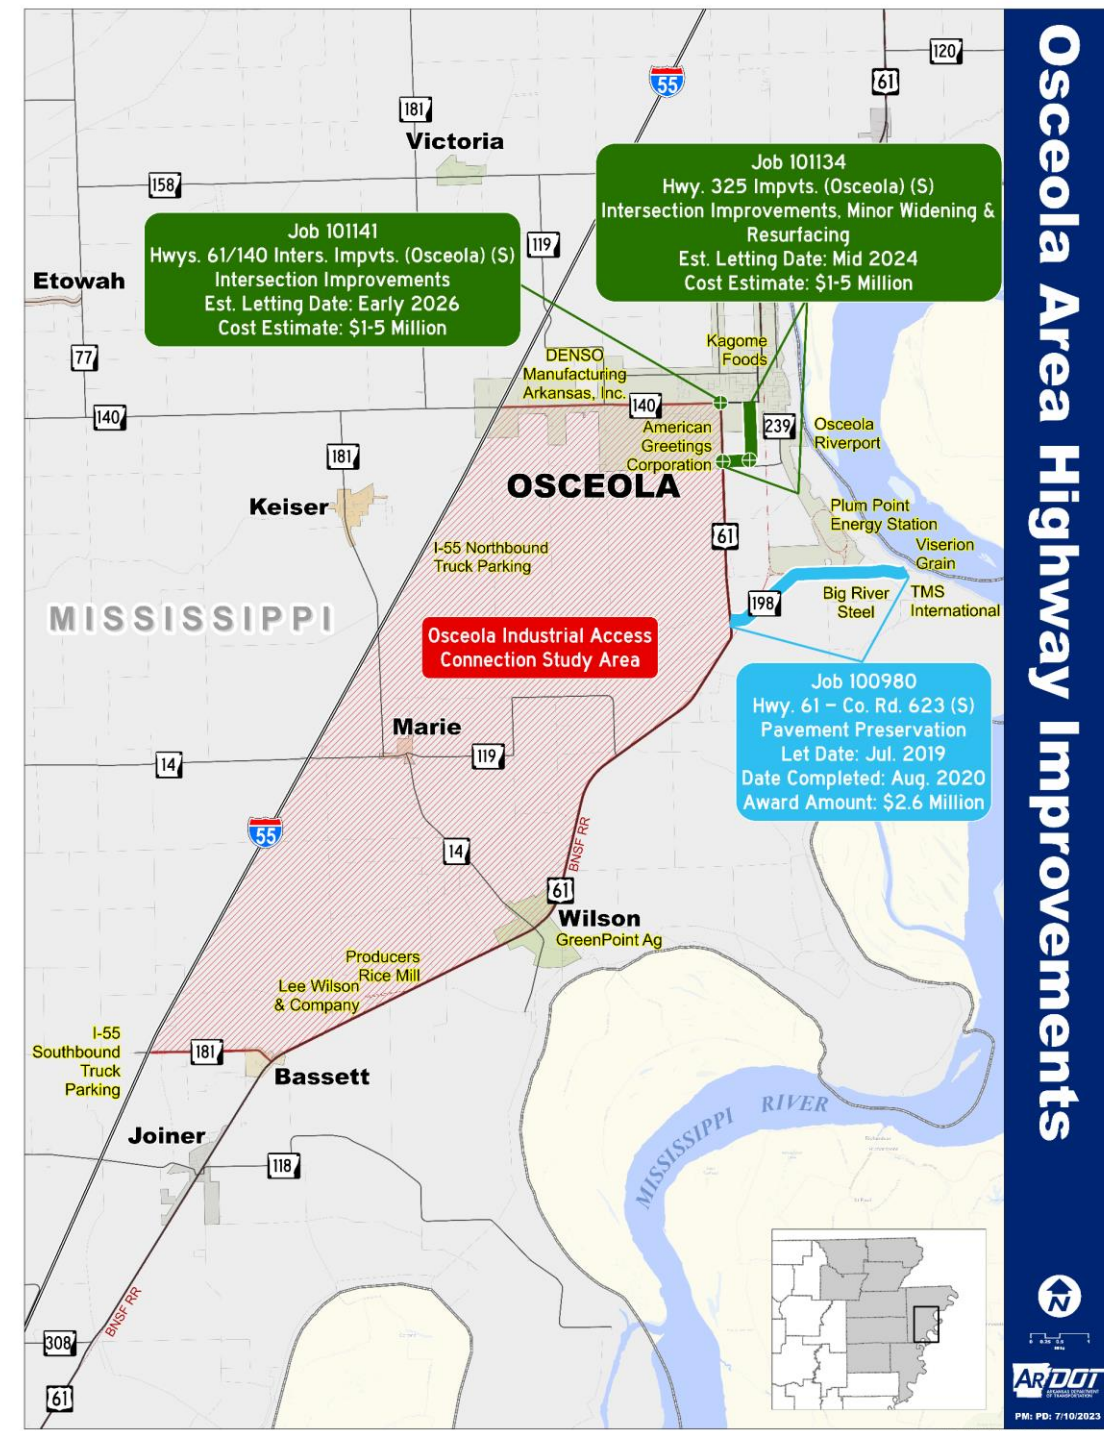 Osceola Area Highway Improvements
120
61
55
181
Victoria
158
119
Job 101134
Hwy. 325 Impvts. (Osceola) (S)
Intersection Improvements, Minor Widening &
Resurfacing
Est. Letting Date: Mid 2024
Cost Estimate: $1-5 Million
Job 101141
Hwys. 61/140 Inters. Impvts. (Osceola) (S)
Intersection Improvements
Est. Letting Date: Early 2026
Cost Estimate: $1-5 Million
Etowah
77
140
Kagome
Foods
DENSO
Manufacturing
Arkansas, Inc.
140
239
American
Greetings
Corporation
Osceola
Riverport
OSCEOLA
181
Keiser
Plum Point
Energy Station
61
Viserion
Grain
I-55 Northbound
Truck Parking
198
Big River
Steel
TMS
International
MISSISSIPPI
Osceola Industrial Access
Connection Study Area
Job 100980
Hwy. 61 – Co. Rd. 623 (S)
Pavement Preservation
Let Date: Jul. 2019
Date Completed: Aug. 2020
Award Amount: $2.6 Million
Marie
14
119
55
14
BNSF RR
61
Wilson
GreenPoint Ag
Producers
Rice Mill
Lee Wilson
& Company
I-55
Southbound
Truck
Parking
181
Bassett
Joiner
118
MISSISSIPPI RIVER
BNSF RR
308
61
N
ARDOT
ARKANSAS DEPARTMENT
OF TRANSPORTATION
PM: PD: 7/10/2023